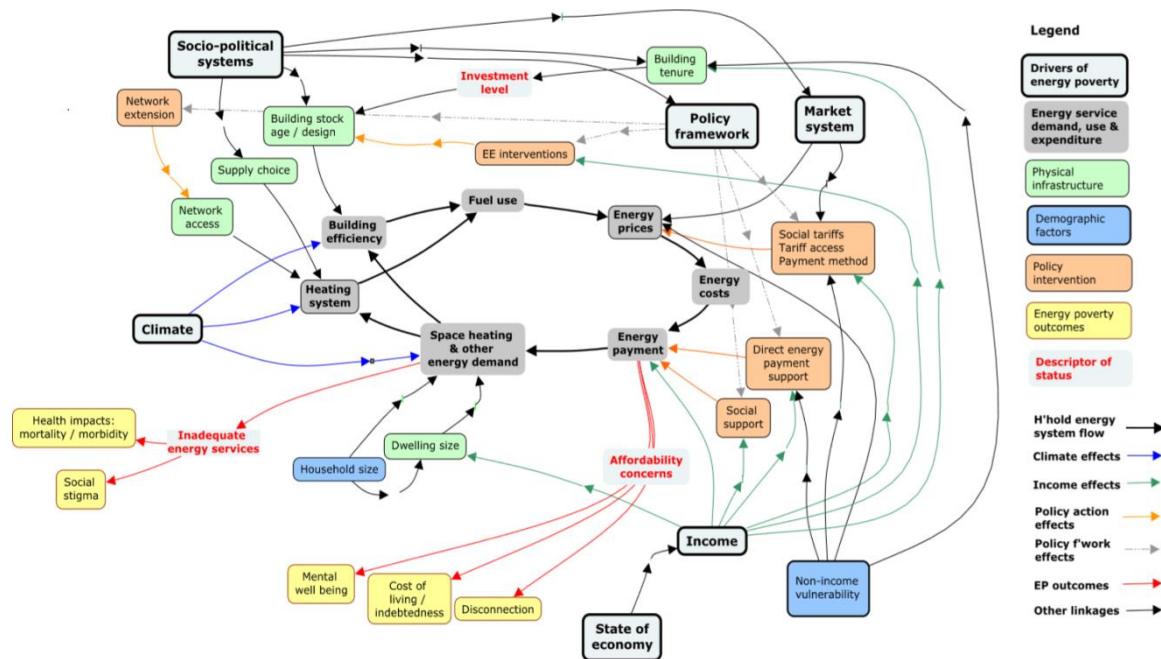 Socio-political
systems
Building
tenure
Legend
Investment
level
Drivers of
energy poverty
Network
extension
Building stock
age / design
Policy
framework
Market
system
Energy service
demand, use &
expenditure
EE interventions
Supply choice
Physical
infrastructure
Network
access
Fuel use
Building
efficiency
Energy
prices
Social tariffs
Tariff access
Payment method
Demographic
factors
Heating
system
Energy
costs
Policy
intervention
Climate
Space heating
& other
energy demand
Energy
payment
Direct energy
payment
support
Energy poverty
outcomes
Descriptor of
status
Health impacts:
mortality / morbidity
Inadequate
energy services
Dwelling size
Social
support
H'hold energy
system flow
Household size
Affordability
concerns
Climate effects
Social
stigma
Income effects
Income
Policy action
effects
Policy f'work
effects
Mental
well being
Cost of
living /
indebtedness
Disconnection
Non-income
vulnerability
EP outcomes
State of
economy
Other linkages